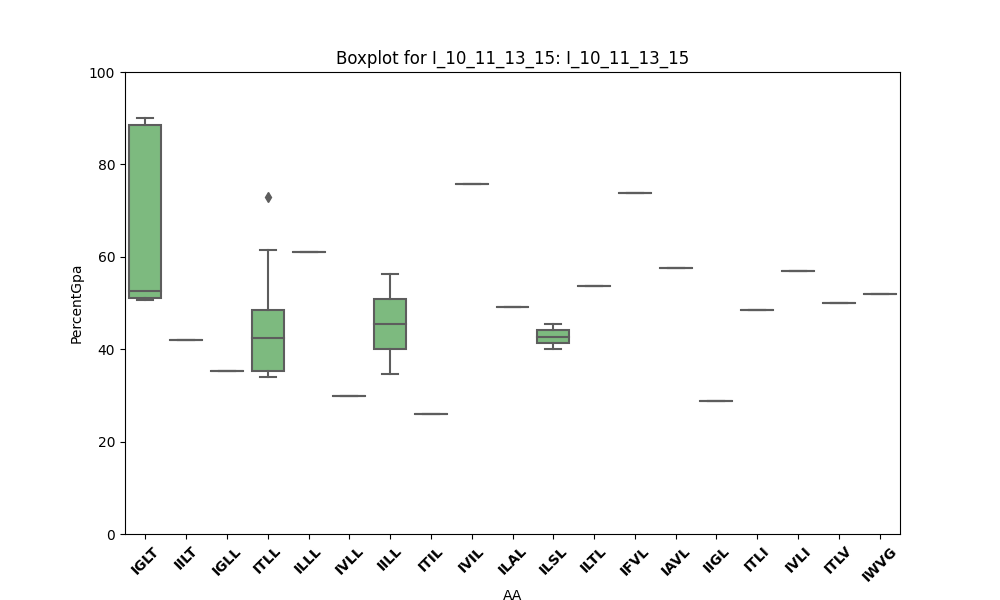 Boxplot for I_10_11_13_15: I_10_11_13_15
100
80
60
40
20
0
PercentGpa
IGLT IILT IGLL ITLL ILLL IVLL IILL ITIL IVIL ILAL ILSL ILTL IFVL IAVL IIGL ITLI IVLI ITLV IWVG
AA